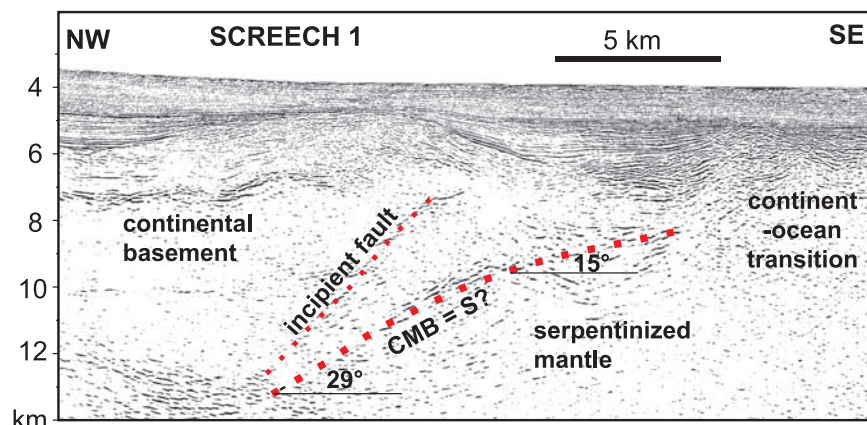 NW
SCREECH 1
5 km
SE
4
6
8
10
12
km
continental
basement
incipient fault
CMB = S?
29°
15°
serpentinized
mantle
continent
-ocean
transition